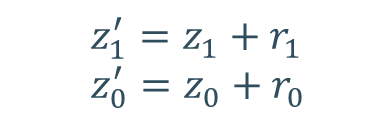 z₁′ = z₁ + r₁
z₀′ = z₀ + r₀